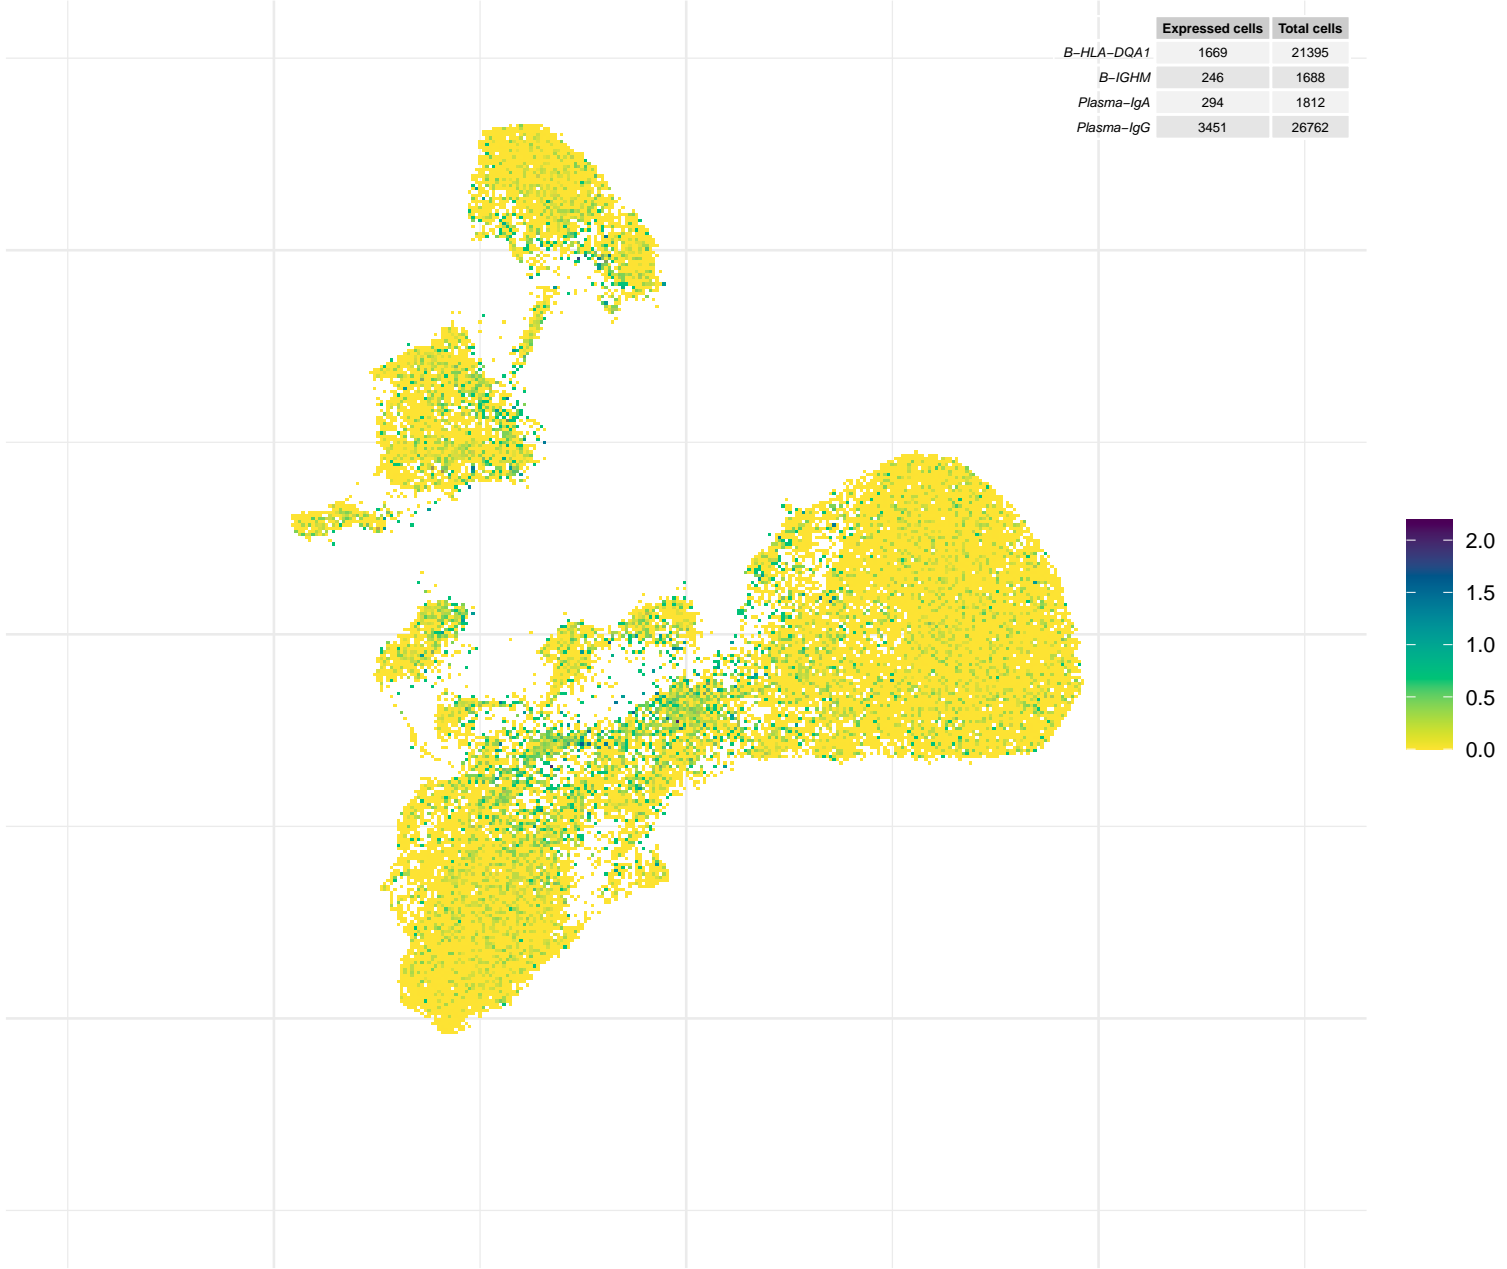 Expressed cells Total cells
B−HLA−DQA1 1669 21395
B−IGHM 246 1688
Plasma−IgA 294 1812
Plasma−IgG 3451 26762
2.0
1.5
1.0
0.5
0.0